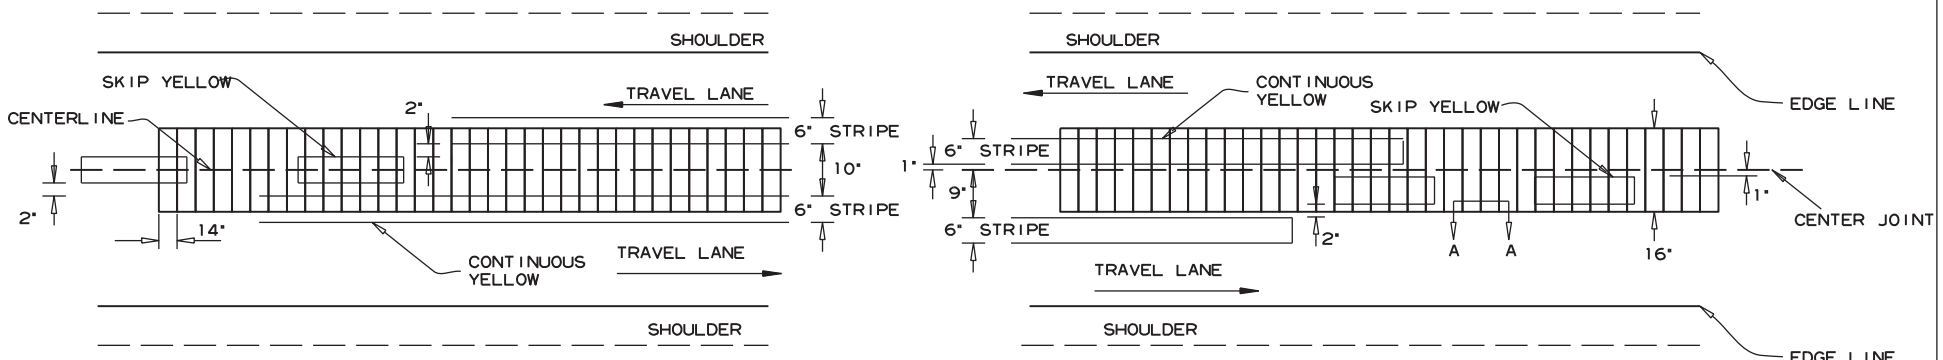 SHOULDER
SKIP YELLOW
2"
TRAVEL LANE
CENTERLINE
6" STRIPE
10"
2"
6" STRIPE
14"
TRAVEL LANE
CONTINUOUS
YELLOW
SHOULDER
SHOULDER
CONTINUOUS
YELLOW
TRAVEL LANE
SKIP YELLOW
EDGE LINE
6" STRIPE
1"
9"
1"
6" STRIPE
2"
A
A
16"
CENTER JOINT
TRAVEL LANE
SHOULDER
EDGE LINE